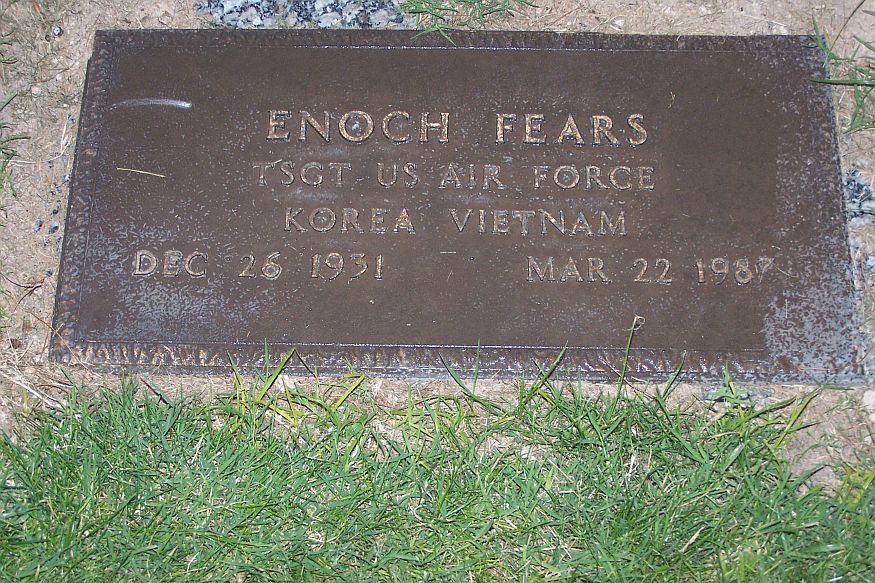 ENOCH FEARS
TSGT US AIR FORCE
KOREA VIETNAM
DEC 26 1931 MAR 22 1987